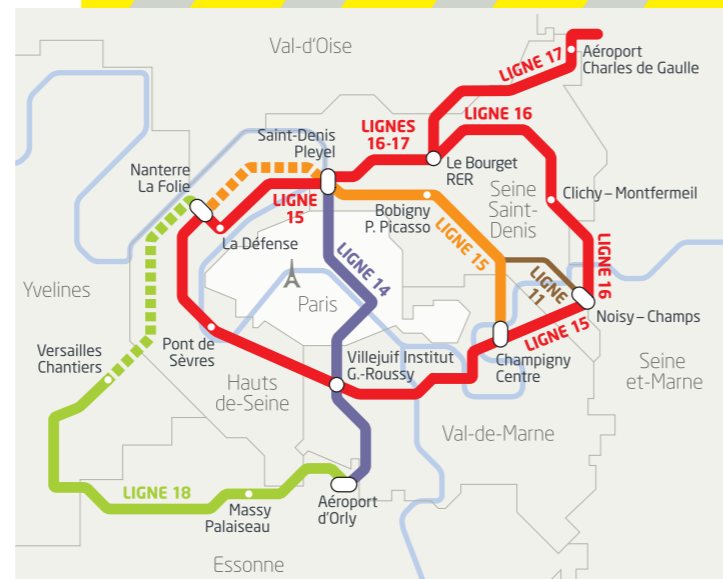 Val-d'Oise
LIGNE 17
Aéroport
Charles de Gaulle
LIGNE 16
LIGNES
16-17
Saint-Denis
Pleyel
Nanterre
La Folie
Le Bourget
RER
Seine
Saint-
Denis
Clichy – Montfermeil
LIGNE
15
Bobigny
P. Picasso
La Défense
LIGNE 15
LIGNE 14
LIGNE 16
LIGNE
11
Yvelines
Paris
Noisy – Champs
LIGNE 15
Pont de
Sèvres
Versailles
Chantiers
Villejuif Institut
G.-Roussy
Champigny
Centre
Seine
et-Marne
Hauts
de-Seine
Val-de-Marne
LIGNE 18
Massy
Palaiseau
Aéroport
d'Orly
Essonne